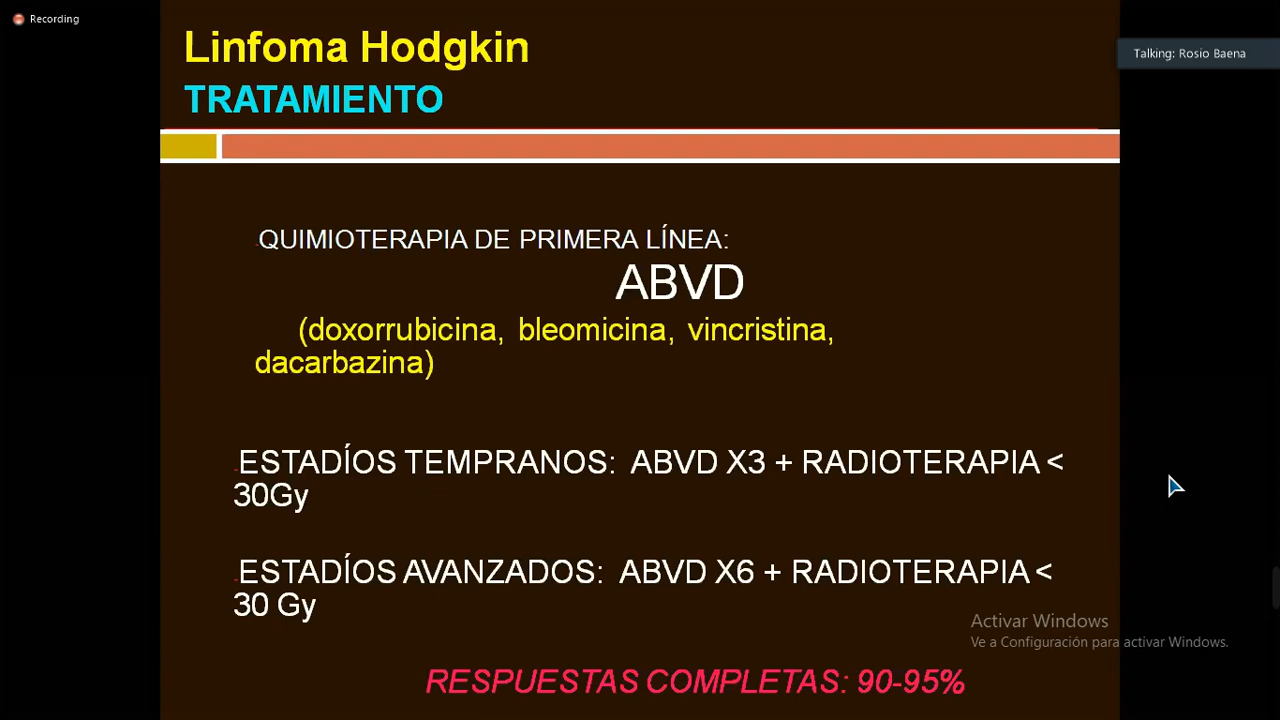 Recording
Linfoma Hodgkin
Talking: Rosio Baena
TRATAMIENTO
-QUIMIOTERAPIA DE PRIMERA LÍNEA:
ABVD
(doxorrubicina, bleomicina, vincristina,
dacarbazina)
-ESTADÍOS TEMPRANOS: ABVD X3 + RADIOTERAPIA <
30Gy
-ESTADÍOS AVANZADOS: ABVD X6 + RADIOTERAPIA <
30 Gy
Activar Windows
Ve a Configuración para activar Windows.
RESPUESTAS COMPLETAS: 90-95%